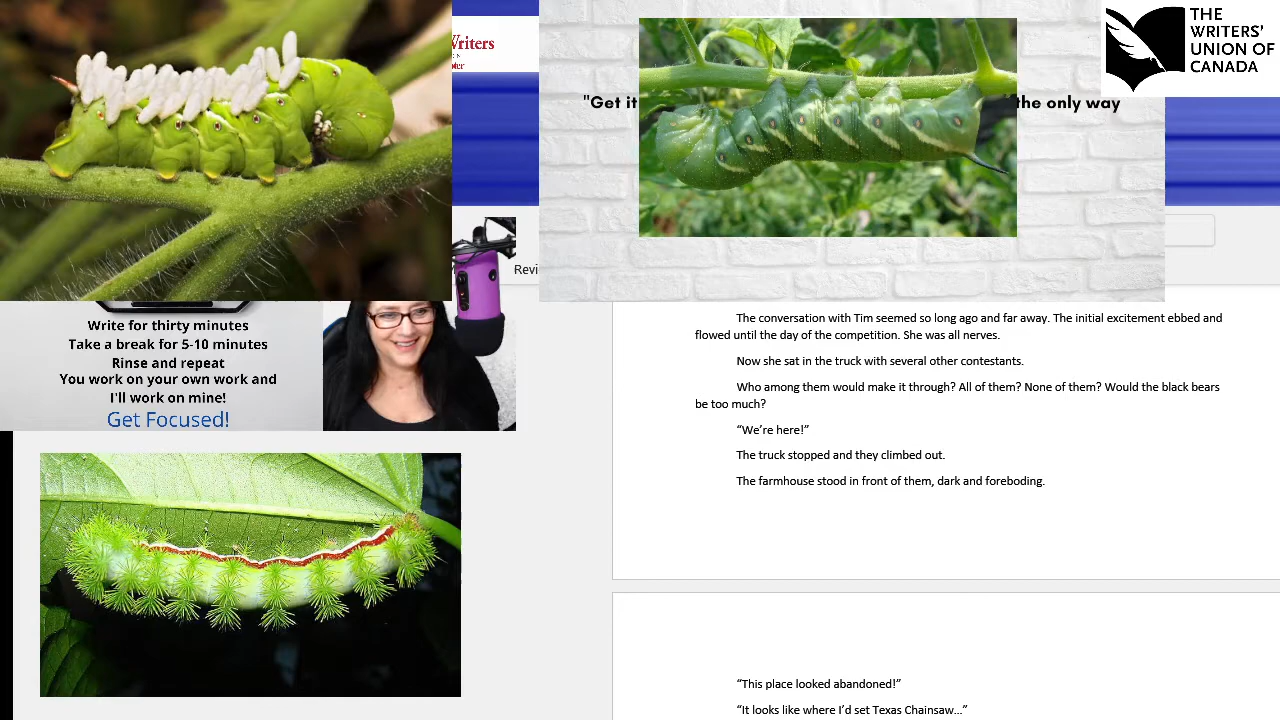 Writers
"Get it
the only way
THE
WRITERS'
UNION OF
CANADA
Write for thirty minutes
Take a break for 5-10 minutes
Rinse and repeat
You work on your own work and
I'll work on mine!
Get Focused!
The conversation with Tim seemed so long ago and far away. The initial excitement ebbed and
flowed until the day of the competition. She was all nerves.
Now she sat in the truck with several other contestants.
Who among them would make it through? All of them? None of them? Would the black bears
be too much?
“We’re here!”
The truck stopped and they climbed out.
The farmhouse stood in front of them, dark and foreboding.
“This place looked abandoned!”
“It looks like where I’d set Texas Chainsaw...”